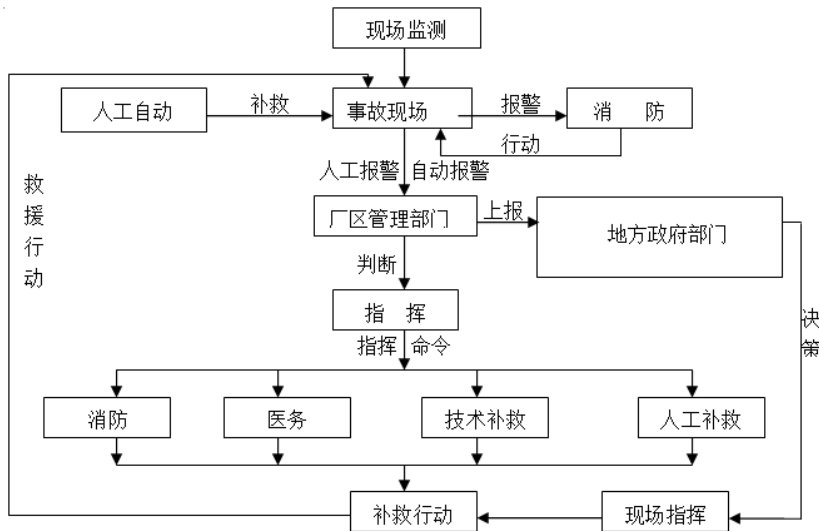 现场监测
人工自动
补救
事故现场
报警
消 防
行动
人工报警 自动报警
救援行动
厂区管理部门
上报
地方政府部门
判断
指 挥
决策
指挥 命令
消防
医务
技术补救
人工补救
补救行动
现场指挥